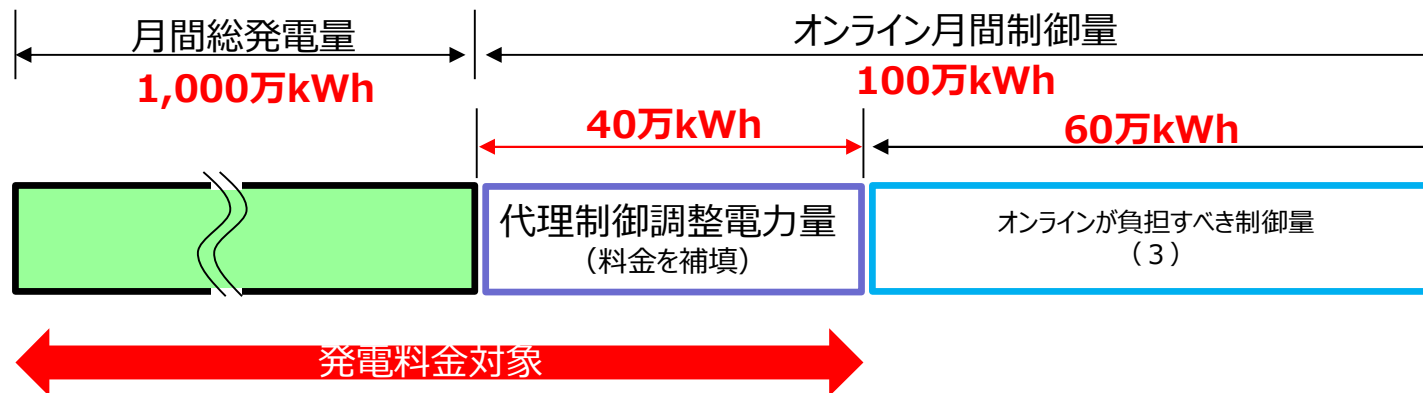 月間総発電量
1,000万kWh
オンライン月間制御量
100万kWh
40万kWh
60万kWh
代理制御調整電力量
（料金を補填）
オンラインが負担すべき制御量
（３）
発電料金対象